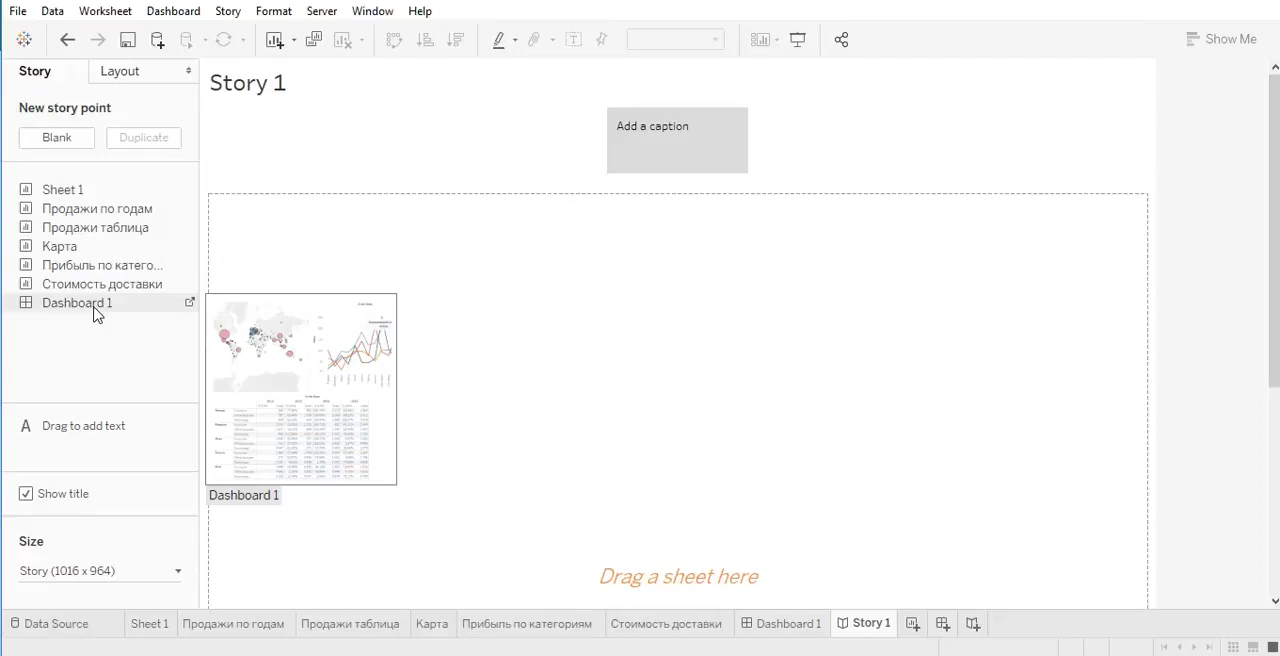 File Data Worksheet Dashboard Story Format Server Window Help
Show Me
Story Layout
New story point
Blank Duplicate
Sheet 1
Продажи по годам
Продажи таблица
Карта
Прибыль по катего...
Стоимость доставки
Dashboard 1
Drag to add text
Show title
Size
Story (1016 x 964)
Story 1
Add a caption
Dashboard 1
Drag a sheet here
Data Source Sheet 1 Продажи по годам Продажи таблица Карта Прибыль по категориям Стоимость доставки Dashboard 1 Story 1